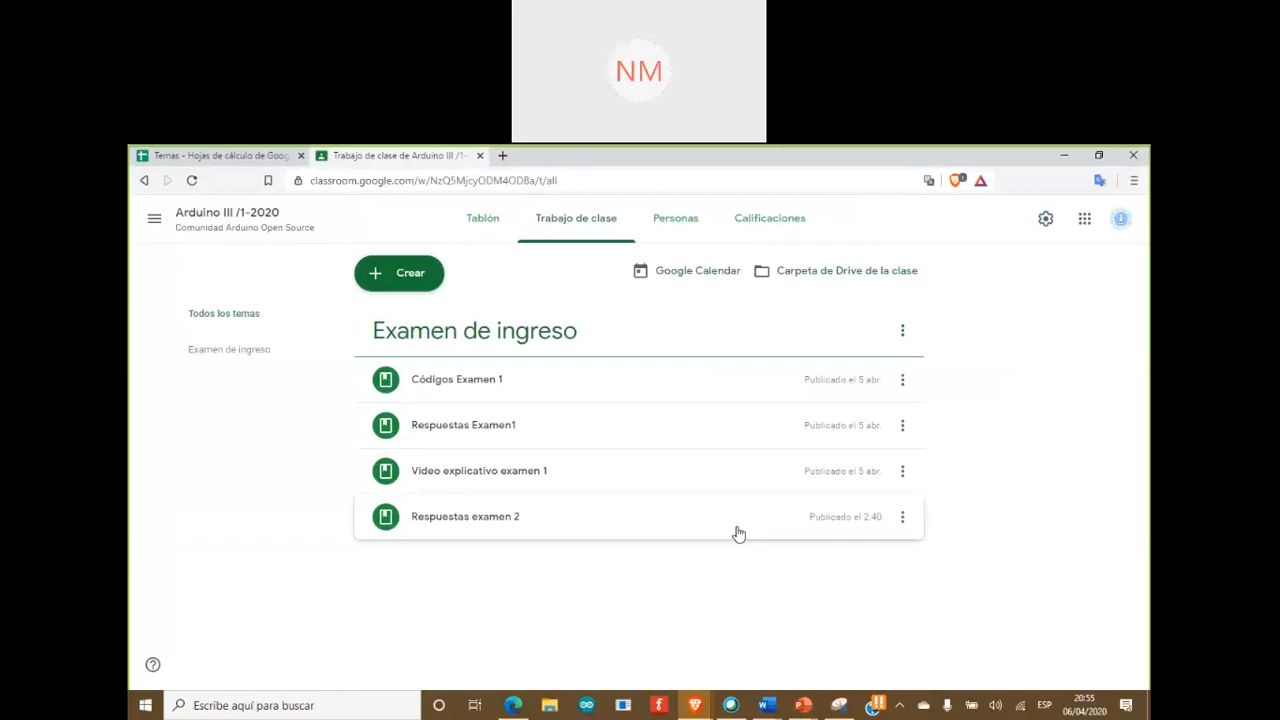 NM
Temas - Hojas de cálculo de Goog
Trabajo de clase de Arduino III /1-
classroom.google.com/w/NzQ5MjcyODM4ODBa/t/all
Arduino III /1-2020
Comunidad Arduino Open Source
Tablón
Trabajo de clase
Personas
Calificaciones
Crear
Google Calendar
Carpeta de Drive de la clase
Todos los temas
Examen de ingreso
Examen de ingreso
Códigos Examen 1
Publicado el 5 abr.
Respuestas Examen1
Publicado el 5 abr.
Video explicativo examen 1
Publicado el 5 abr.
Respuestas examen 2
Publicado el 2:40
Escribe aquí para buscar
ESP
20:55
06/04/2020